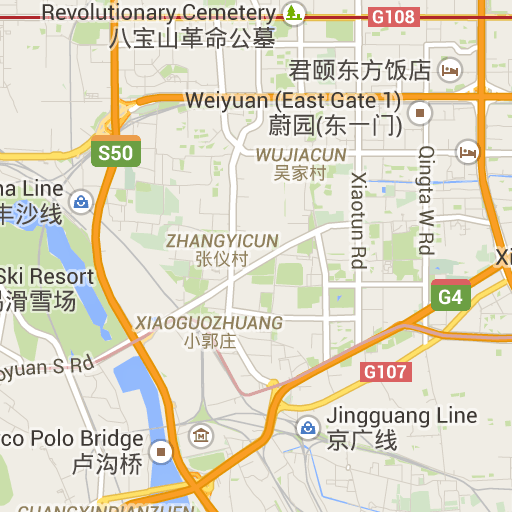 Revolutionary Cemetery
八宝山革命公墓
G108
君颐东方饭店
Weiyuan (East Gate 1)
蔚园(东一门)
S50
WUJIACUN
吴家村
Qingta W Rd
Xiaotun Rd
na Line
丰沙线
ZHANGYICUN
张仪村
Xi
Ski Resort
滑雪场
G4
XIAOGUOZHUANG
小郭庄
oyuan S Rd
G107
Jingguang Line
京广线
rco Polo Bridge
卢沟桥